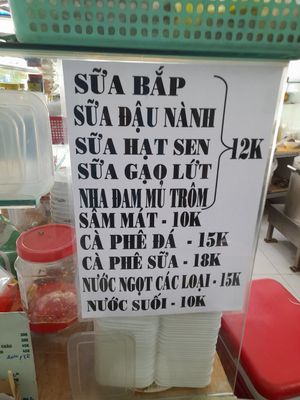 SỮA BẮP
SỮA ĐẬU NÀNH
SỮA HẠT SEN
SỮA GẠO LỨT
NHA ĐAM MỦ TRÔM
12K
SÂM MÁT - 10K
CÀ PHÊ ĐÁ - 15K
CÀ PHÊ SỮA - 18K
NƯỚC NGỌT CÁC LOẠI - 15K
NƯỚC SUỐI - 10K